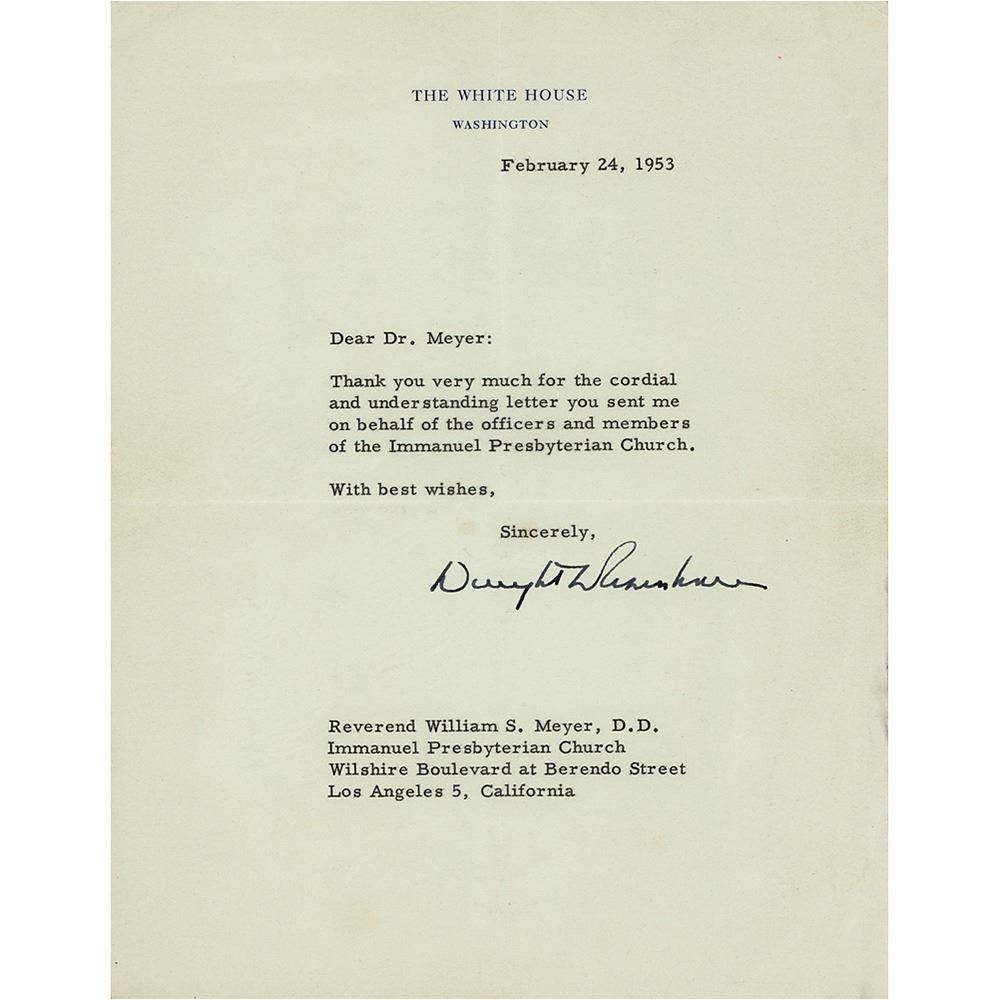 THE WHITE HOUSE
WASHINGTON
February 24, 1953
Dear Dr. Meyer:
Thank you very much for the cordial
and understanding letter you sent me
on behalf of the officers and members
of the Immanuel Presbyterian Church.
With best wishes,
Sincerely,
Dwight D Eisenhower
Reverend William S. Meyer, D.D.
Immanuel Presbyterian Church
Wilshire Boulevard at Berendo Street
Los Angeles 5, California